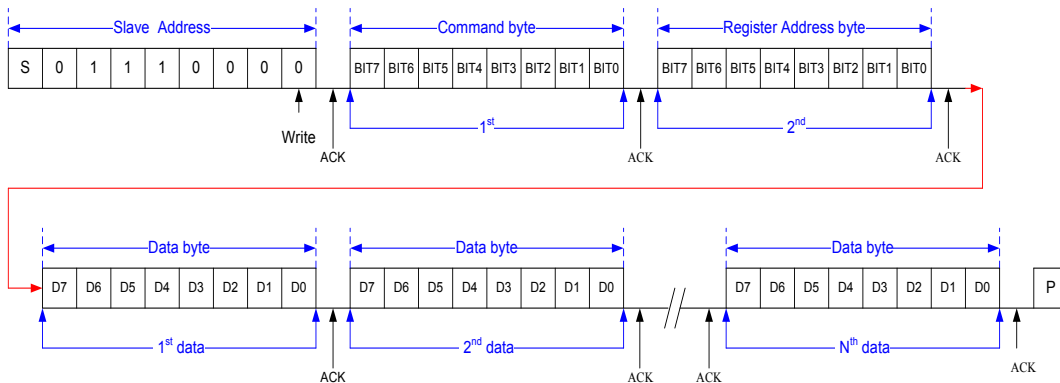 Slave Address Command byte Register Address byte
S 0 1 1 1 0 0 0 0 BIT7 BIT6 BIT5 BIT4 BIT3 BIT2 BIT1 BIT0 BIT7 BIT6 BIT5 BIT4 BIT3 BIT2 BIT1 BIT0
1st 2nd
Write ACK ACK ACK
Data byte Data byte Data byte
D7 D6 D5 D4 D3 D2 D1 D0 D7 D6 D5 D4 D3 D2 D1 D0 D7 D6 D5 D4 D3 D2 D1 D0 P
1st data 2nd data Nth data
ACK ACK ACK ACK